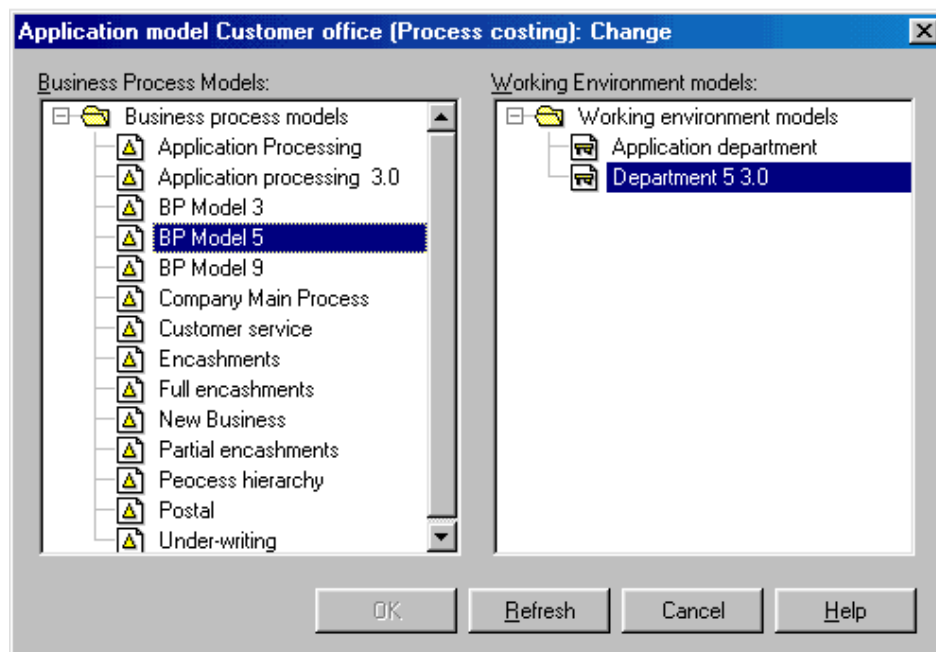 Application model Customer office (Process costing): Change
Business Process Models:
Business process models
Application Processing
Application processing  3.0
BP Model 3
BP Model 5
BP Model 9
Company Main Process
Customer service
Encashments
Full encashments
New Business
Partial encashments
Peocess hierarchy
Postal
Under-writing
Working Environment models:
Working environment models
Application department
Department 5 3.0
OK
Refresh
Cancel
Help